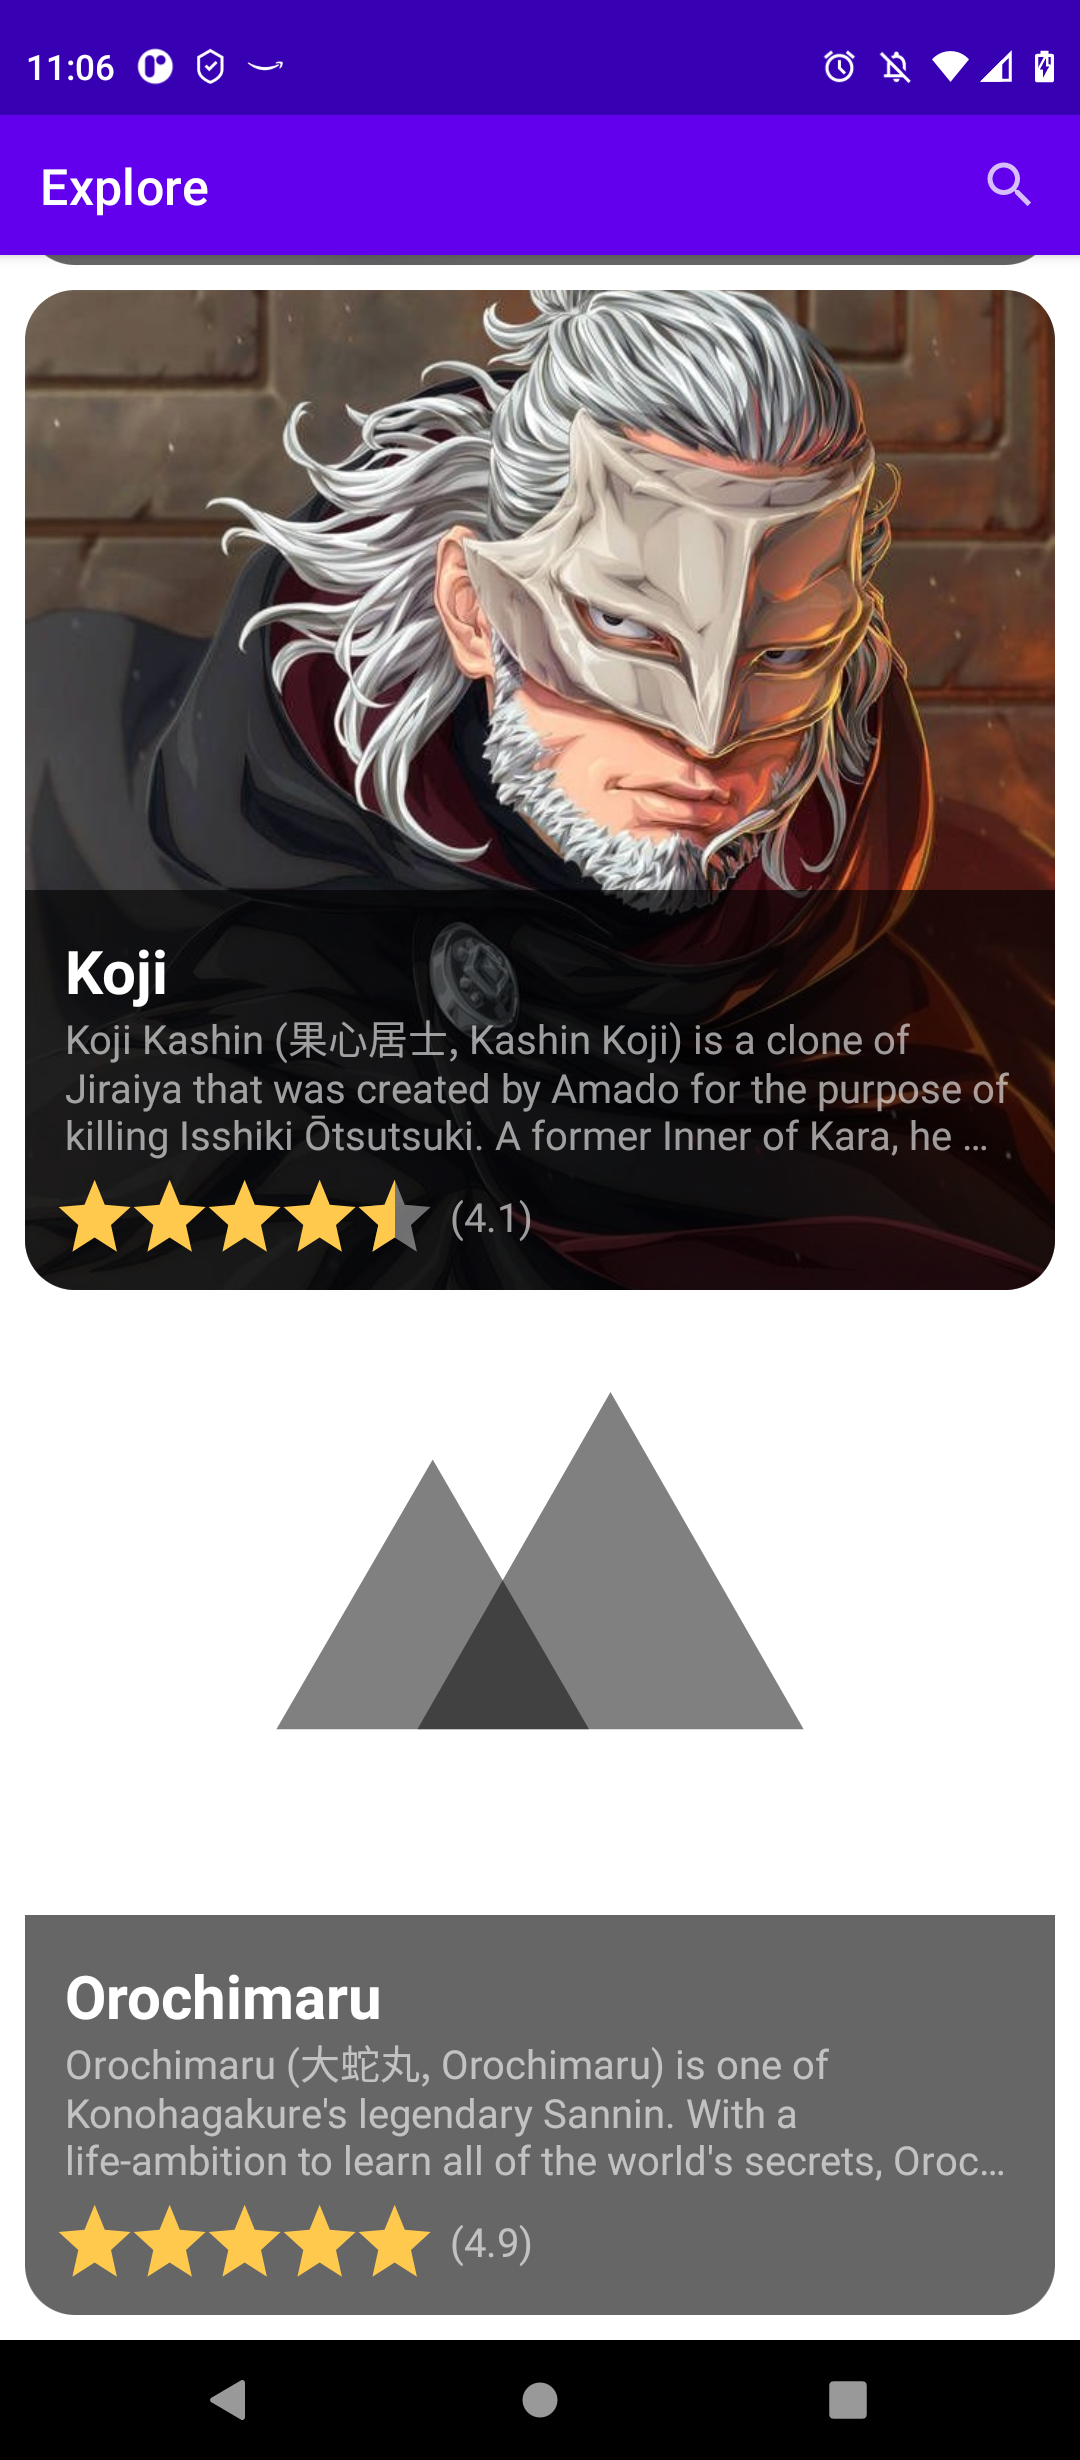 11:06
Explore
Koji
Koji Kashin (果心居士, Kashin Koji) is a clone of
Jiraiya that was created by Amado for the purpose of
killing Isshiki Ōtsutsuki. A former Inner of Kara, he ...
(4.1)
Orochimaru
Orochimaru (大蛇丸, Orochimaru) is one of
Konohagakure's legendary Sannin. With a
life-ambition to learn all of the world's secrets, Oroc...
(4.9)